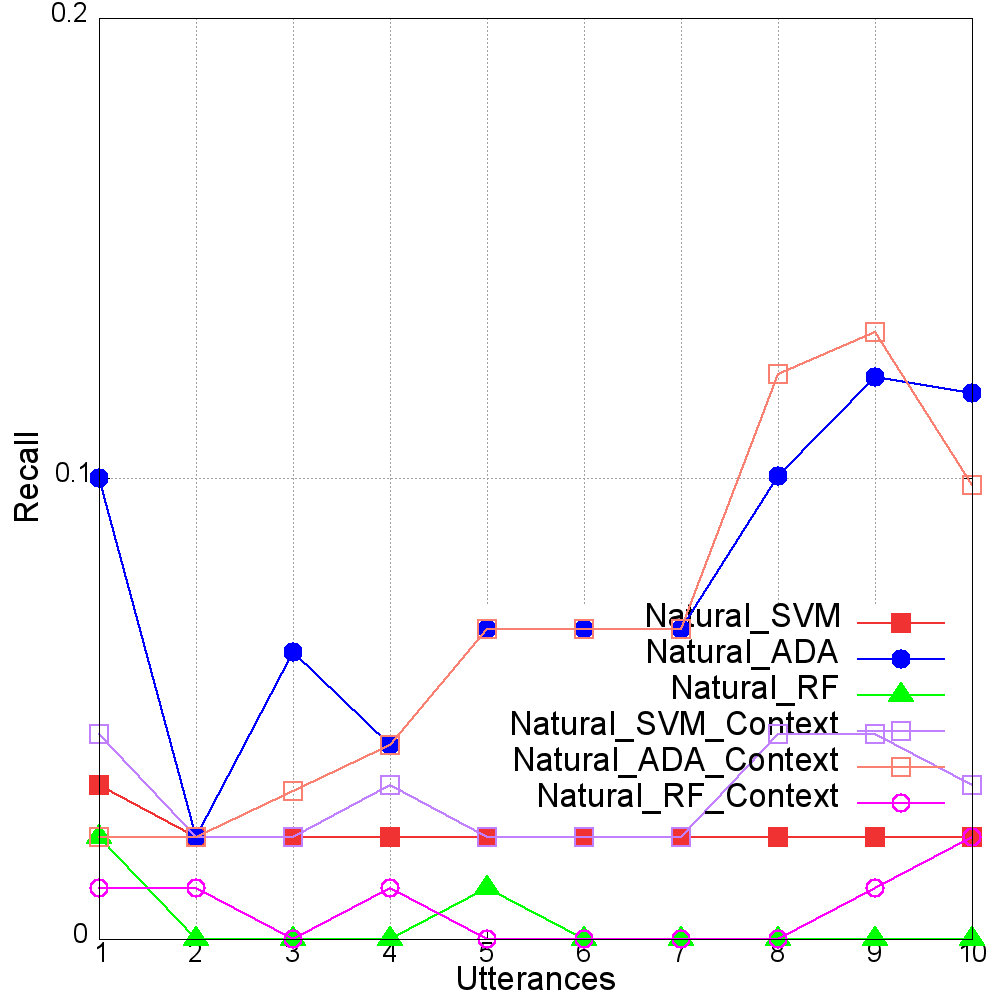 0.2
0.1
0
Recall
Natural_SVM
Natural_ADA
Natural_RF
Natural_SVM_Context
Natural_ADA_Context
Natural_RF_Context
1 2 3 4 5 6 7 8 9 10
Utterances